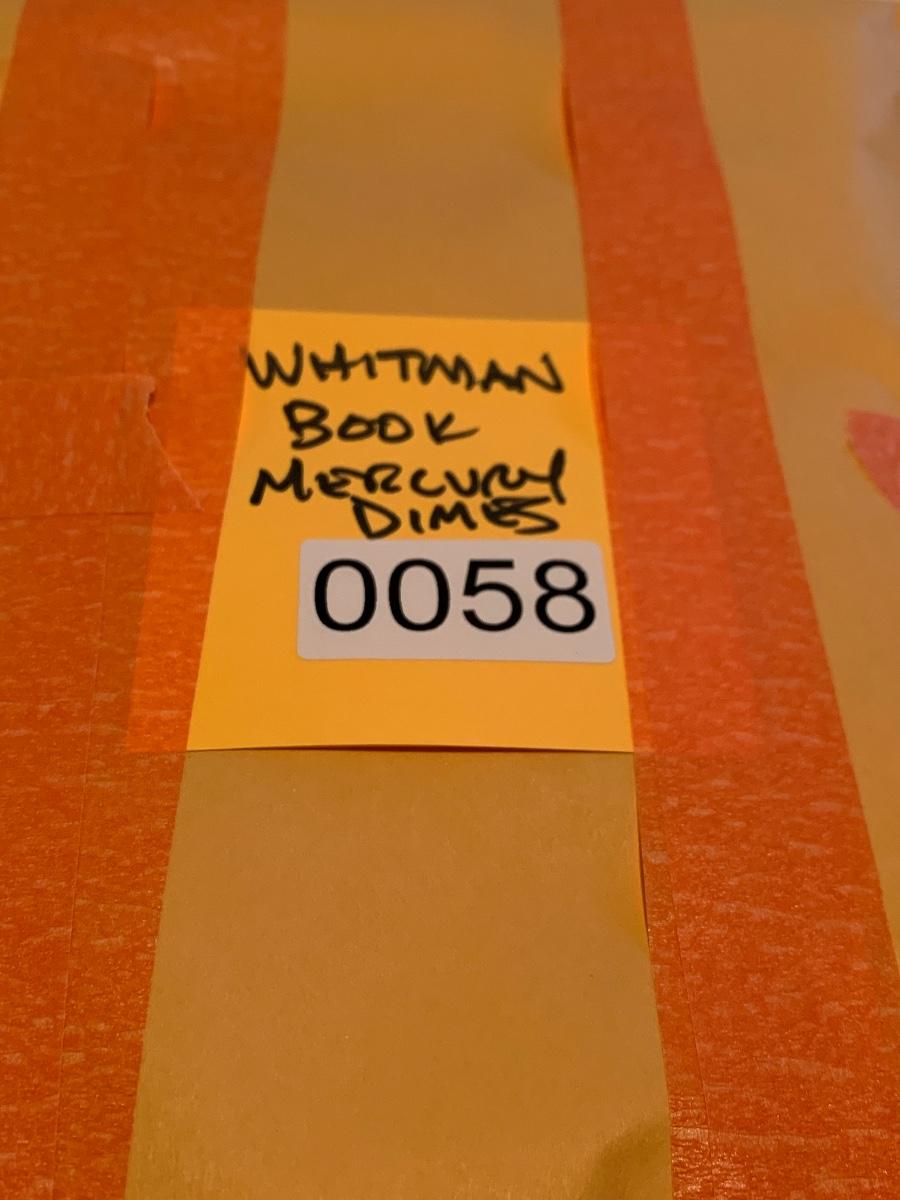 WHITMAN
BOOK
MERCURY
DIMES
0058